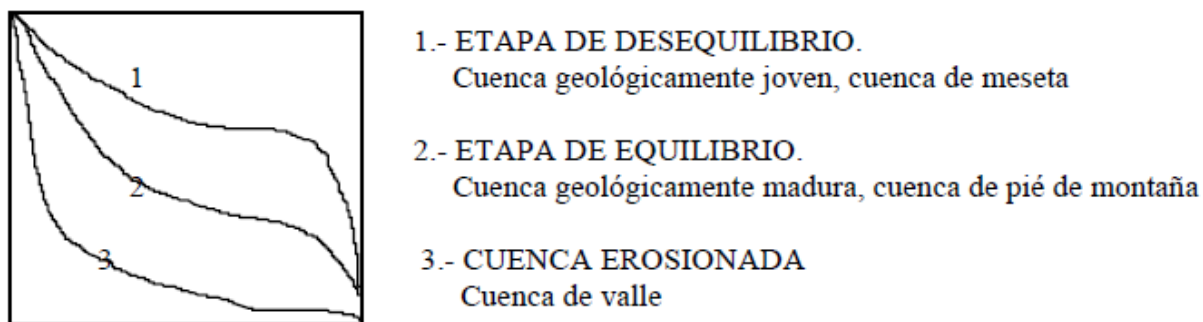 1
2
3
1.- ETAPA DE DESEQUILIBRIO.
Cuenca geológicamente joven, cuenca de meseta
2.- ETAPA DE EQUILIBRIO.
Cuenca geológicamente madura, cuenca de pié de montaña
3.- CUENCA EROSIONADA
Cuenca de valle